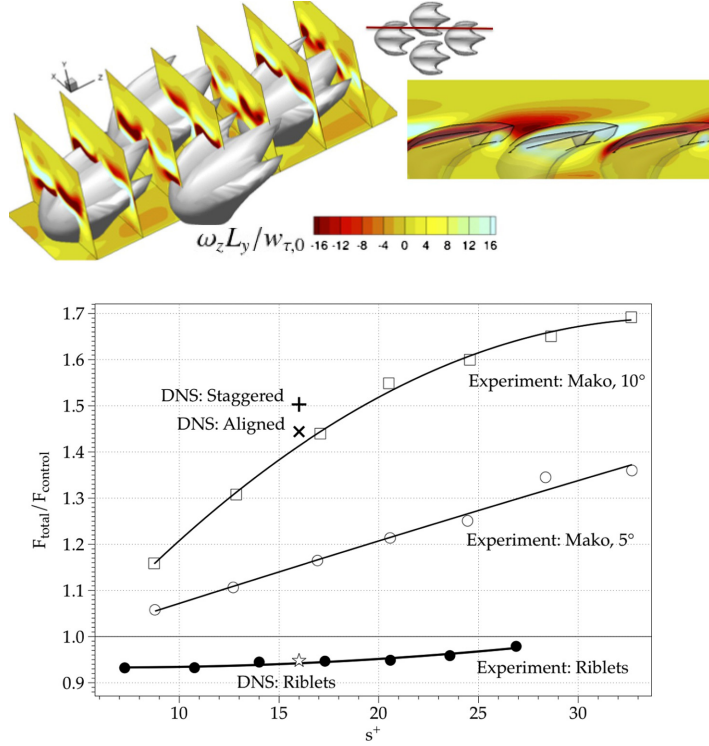 Y
X
Z
ω_z L_y/w_τ,0
-16 -12 -8 -4 0 4 8 12 16
1.7
1.6
Experiment: Mako, 10°
DNS: Staggered
1.5
DNS: Aligned
1.4
1.3
F_total/F_control
1.2
Experiment: Mako, 5°
1.1
1.0
Experiment: Riblets
DNS: Riblets
0.9
10 15 20 25 30
s⁺